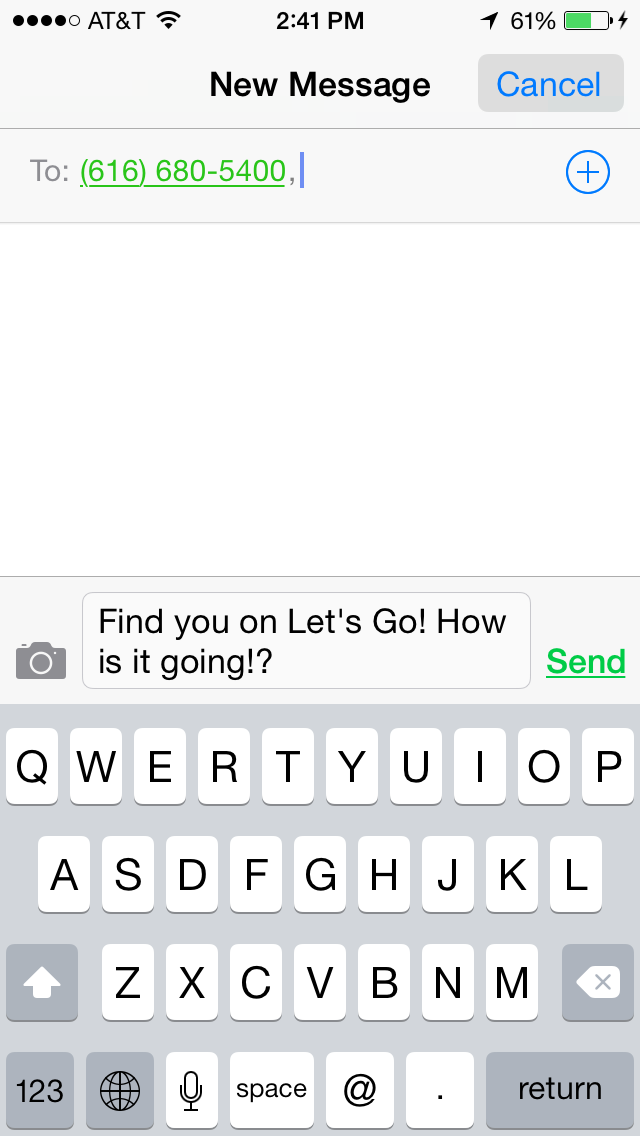 AT&T 2:41 PM 61%
New Message Cancel
To: (616) 680-5400,
Find you on Let's Go! How
is it going!?
Send
Q W E R T Y U I O P
A S D F G H J K L
Z X C V B N M
123 space @ . return